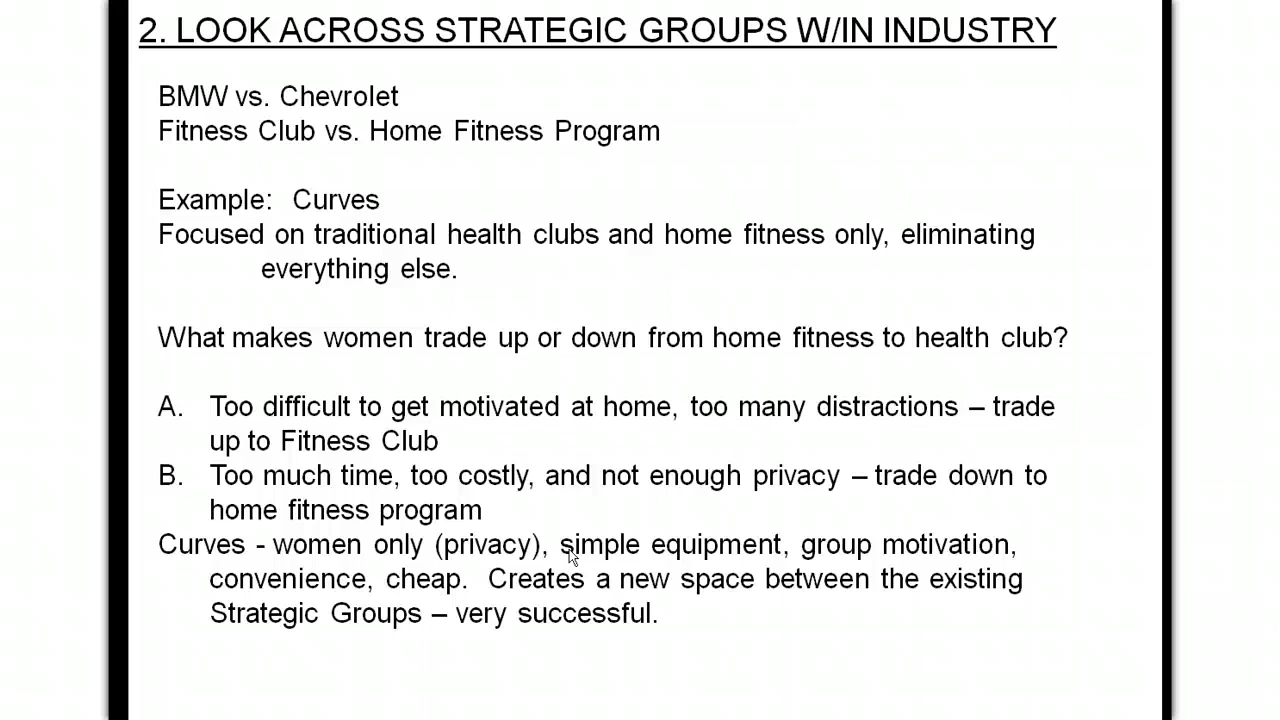 2. LOOK ACROSS STRATEGIC GROUPS W/IN INDUSTRY
BMW vs. Chevrolet
Fitness Club vs. Home Fitness Program
Example: Curves
Focused on traditional health clubs and home fitness only, eliminating
everything else.
What makes women trade up or down from home fitness to health club?
A. Too difficult to get motivated at home, too many distractions – trade
up to Fitness Club
B. Too much time, too costly, and not enough privacy – trade down to
home fitness program
Curves - women only (privacy), simple equipment, group motivation,
convenience, cheap. Creates a new space between the existing
Strategic Groups – very successful.